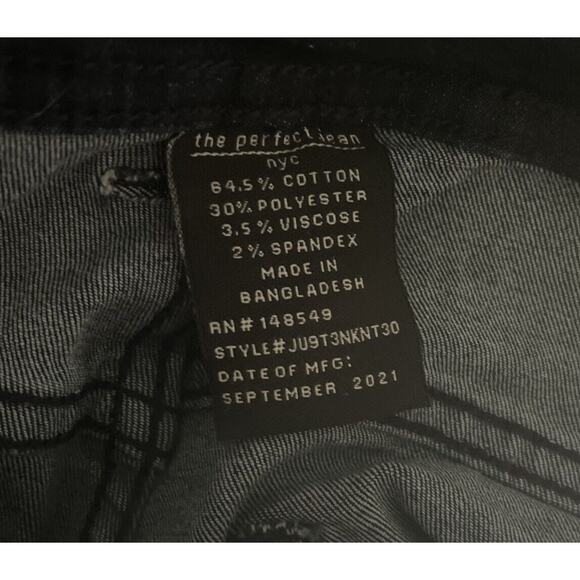 the perfect jean
nyc
64.5% COTTON
30% POLYESTER
3.5% VISCOSE
2% SPANDEX
MADE IN
BANGLADESH
RN# 148549
STYLE#JU9T3NKNT30
DATE OF MFG:
SEPTEMBER 2021